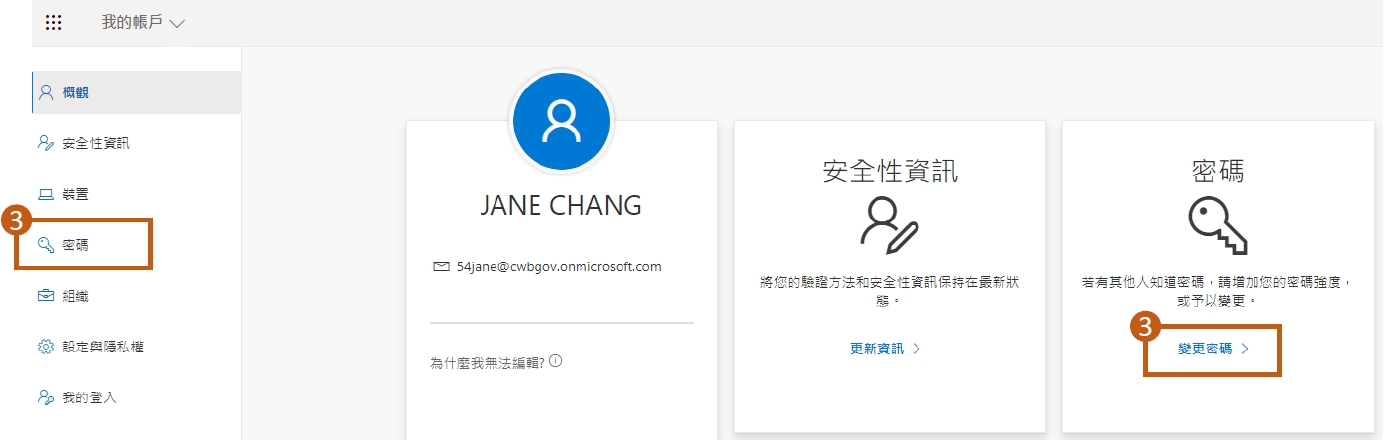 我的帳戶
概觀
安全性資訊
裝置
3
密碼
組織
設定與隱私權
我的登入
JANE CHANG
54jane@cwbgov.onmicrosoft.com
為什麼我無法編輯?
安全性資訊
將您的驗證方法和安全性資訊保持在最新狀
態。
更新資訊
密碼
若有其他人知道密碼，請增加您的密碼強度，
或予以變更。
3
變更密碼